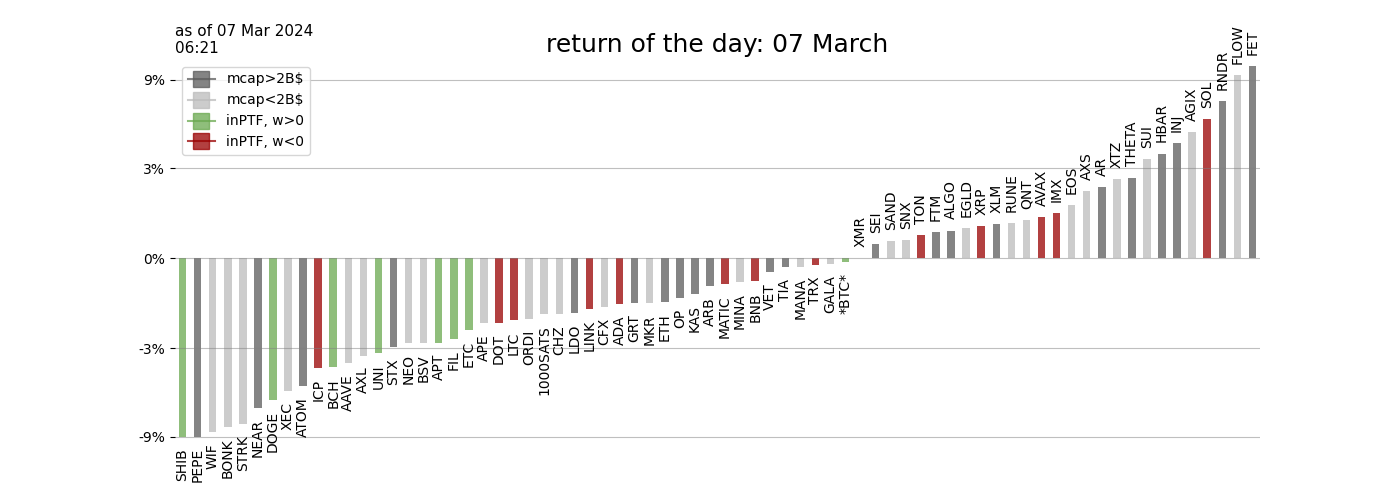 as of 07 Mar 2024
06:21
return of the day: 07 March
mcap>2B$
mcap<2B$
inPTF, w>0
inPTF, w<0
9%
3%
0%
-3%
-9%
SHIB
PEPE
WIF
BONK
STRK
NEAR
DOGE
XEC
ATOM
ICP
BCH
AAVE
AXL
UNI
STX
NEO
BSV
APT
FIL
ETC
APE
DOT
LTC
ORDI
1000SATS
CHZ
LDO
LINK
CFX
ADA
GRT
MKR
ETH
OP
KAS
ARB
MATIC
MINA
BNB
VET
TIA
MANA
TRX
GALA
*BTC*
XMR
SEI
SAND
SNX
TON
FTM
ALGO
EGLD
XRP
XLM
RUNE
QNT
AVAX
IMX
EOS
AXS
AR
XTZ
THETA
SUI
HBAR
INJ
AGIX
SOL
RNDR
FLOW
FET